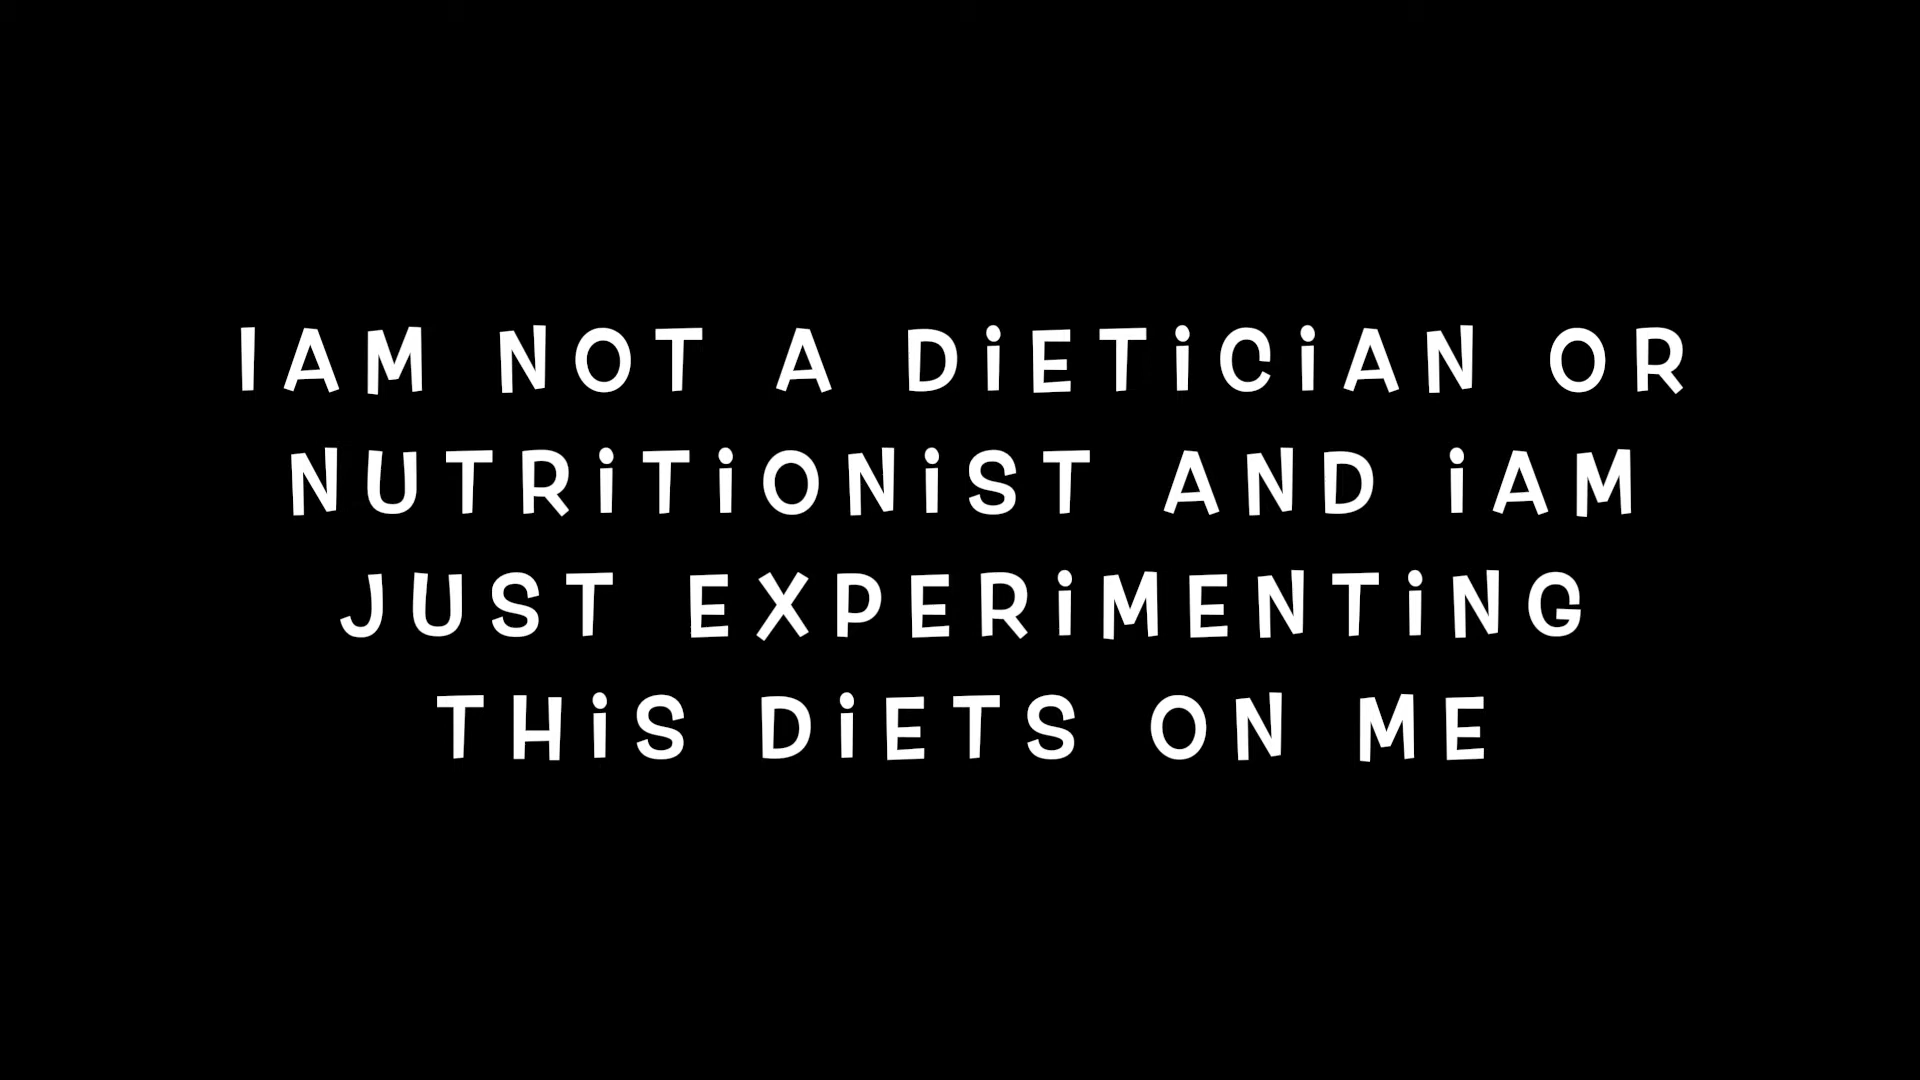 IAM NOT A DiETiCiAN OR
NUTRiTiONiST AND iAM
JUST EXPERiMENTiNG
THiS DiETS ON ME